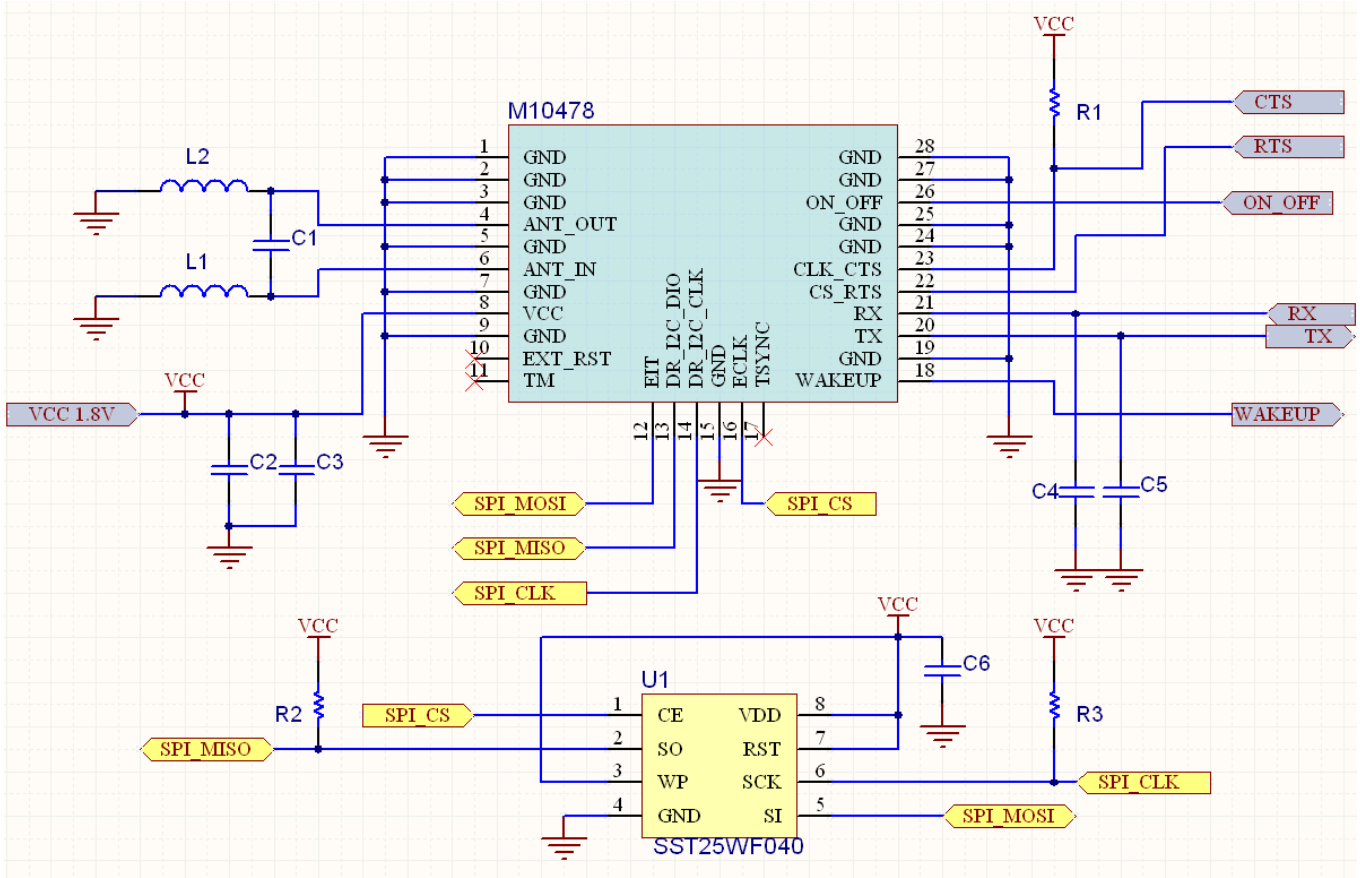 VCC
M10478
R1
CTS
RTS
ON_OFF
RX
TX
WAKEUP
L2
C1
L1
1 GND
2 GND
3 GND
4 ANT_OUT
5 GND
6 ANT_IN
7 GND
8 VCC
9 GND
10 EXT_RST
11 TM
GND 28
GND 27
ON_OFF 26
GND 25
GND 24
CLK_CTS 23
CS_RTS 22
RX 21
TX 20
GND 19
WAKEUP 18
EIT 12
DR_I2C_DIO 13
DR_I2C_CLK 14
GND 15
ECLK 16
TSYNC 17
VCC
VCC 1.8V
C2
C3
C4
C5
SPI_MOSI
SPI_CS
SPI_MISO
SPI_CLK
VCC
VCC
VCC
C6
U1
R2
R3
SPI_CS
SPI_MISO
1 CE
2 SO
3 WP
4 GND
VDD 8
RST 7
SCK 6
SI 5
SPI_CLK
SPI_MOSI
SST25WF040